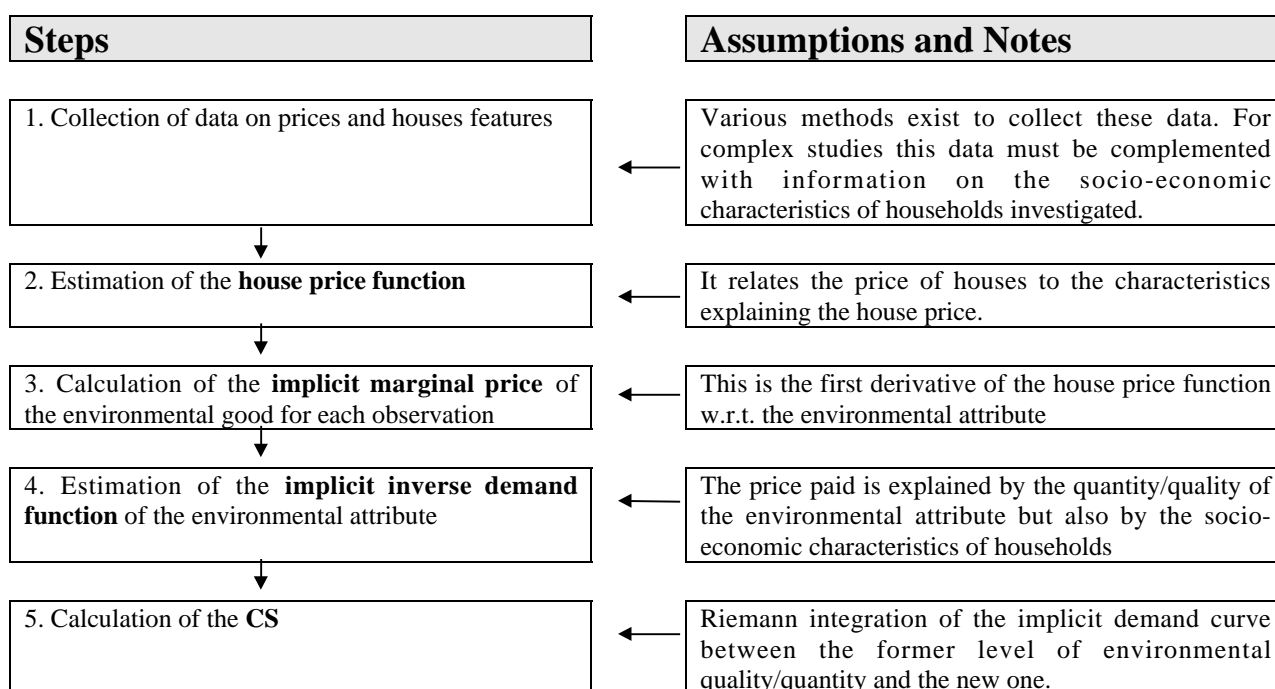 Steps
Assumptions and Notes
1. Collection of data on prices and houses features
Various methods exist to collect these data. For
complex studies this data must be complemented
with information on the socio-economic
characteristics of households investigated.
2. Estimation of the house price function
It relates the price of houses to the characteristics
explaining the house price.
3. Calculation of the implicit marginal price of
the environmental good for each observation
This is the first derivative of the house price function
w.r.t. the environmental attribute
4. Estimation of the implicit inverse demand
function of the environmental attribute
The price paid is explained by the quantity/quality of
the environmental attribute but also by the socio-
economic characteristics of households
5. Calculation of the CS
Riemann integration of the implicit demand curve
between the former level of environmental
quality/quantity and the new one.